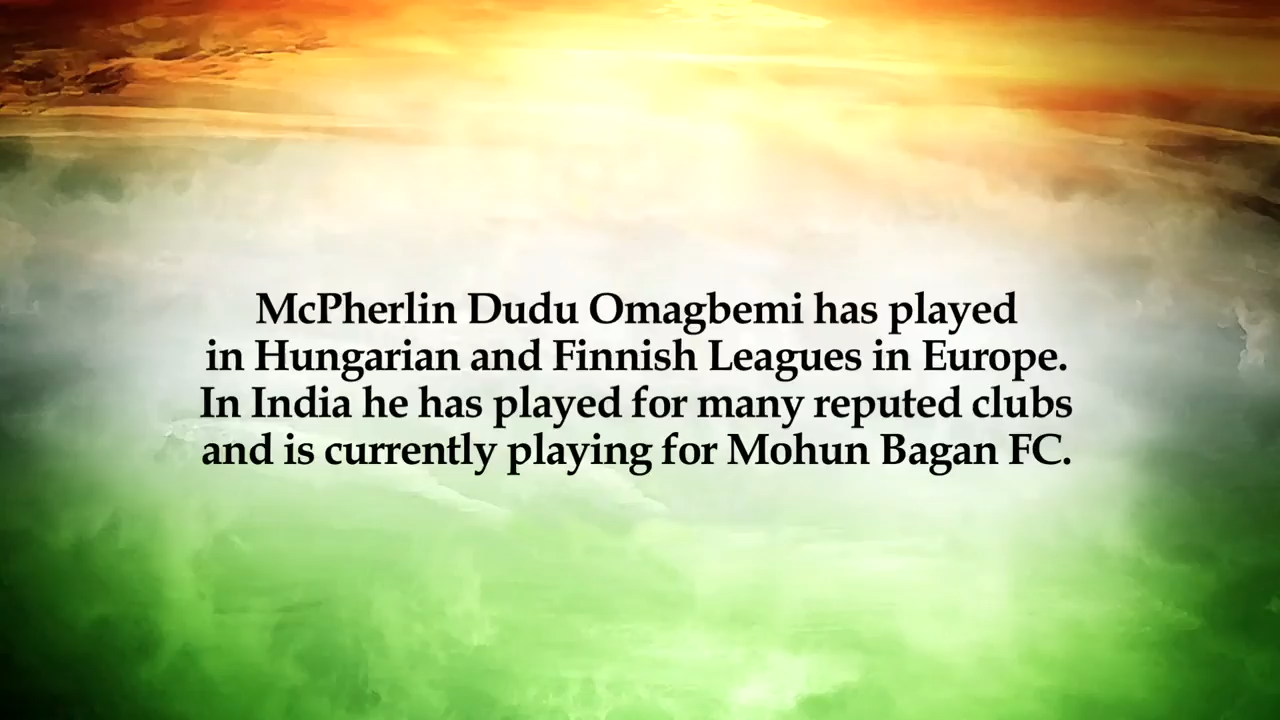 McPherlin Dudu Omagbemi has played
in Hungarian and Finnish Leagues in Europe.
In India he has played for many reputed clubs
and is currently playing for Mohun Bagan FC.